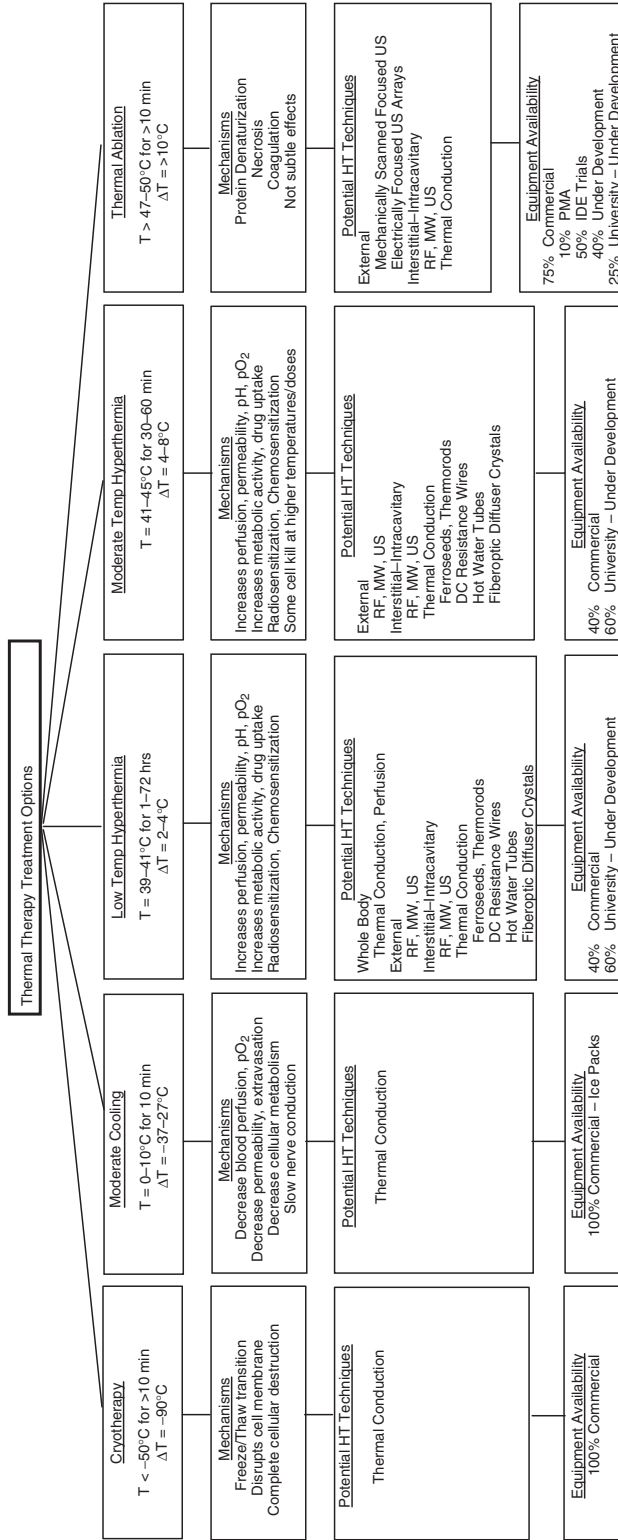 Thermal Therapy Treatment Options
Cryotherapy
T < −50°C for >10 min
ΔT = −90°C
Mechanisms
Freeze/Thaw transition
Disrupts cell membrane
Complete cellular destruction
Potential HT Techniques
Thermal Conduction
Equipment Availability
100% Commercial
Moderate Cooling
T = 0–10°C for 10 min
ΔT = −37–27°C
Mechanisms
Decrease blood perfusion, pO₂
Decrease permeability, extravasation
Decrease cellular metabolism
Slow nerve conduction
Potential HT Techniques
Thermal Conduction
Equipment Availability
100% Commercial – Ice Packs
Low Temp Hyperthermia
T = 39–41°C for 1–72 hrs
ΔT = 2–4°C
Mechanisms
Increases perfusion, permeability, pH, pO₂
Increases metabolic activity, drug uptake
Radiosensitization, Chemosensitization
Potential HT Techniques
Whole Body
Thermal Conduction, Perfusion
External
RF, MW, US
Interstitial–Intracavitary
RF, MW, US
Thermal Conduction
Ferroseeds, Thermorods
DC Resistance Wires
Hot Water Tubes
Fiberoptic Diffuser Crystals
Equipment Availability
40% Commercial
60% University – Under Development
Moderate Temp Hyperthermia
T = 41–45°C for 30–60 min
ΔT = 4–8°C
Mechanisms
Increases perfusion, permeability, pH, pO₂
Increases metabolic activity, drug uptake
Radiosensitization, Chemosensitization
Some cell kill at higher temperatures/doses
Potential HT Techniques
External
RF, MW, US
Interstitial–Intracavitary
RF, MW, US
Thermal Conduction
Ferroseeds, Thermorods
DC Resistance Wires
Hot Water Tubes
Fiberoptic Diffuser Crystals
Equipment Availability
40% Commercial
60% University – Under Development
Thermal Ablation
T > 47–50°C for >10 min
ΔT = >10°C
Mechanisms
Protein Denaturization
Necrosis
Coagulation
Not subtle effects
Potential HT Techniques
External
Mechanically Scanned Focused US
Electrically Focused US Arrays
Interstitial–Intracavitary
RF, MW, US
Thermal Conduction
Equipment Availability
75% Commercial
10% PMA
50% IDE Trials
40% Under Development
25% University – Under Development